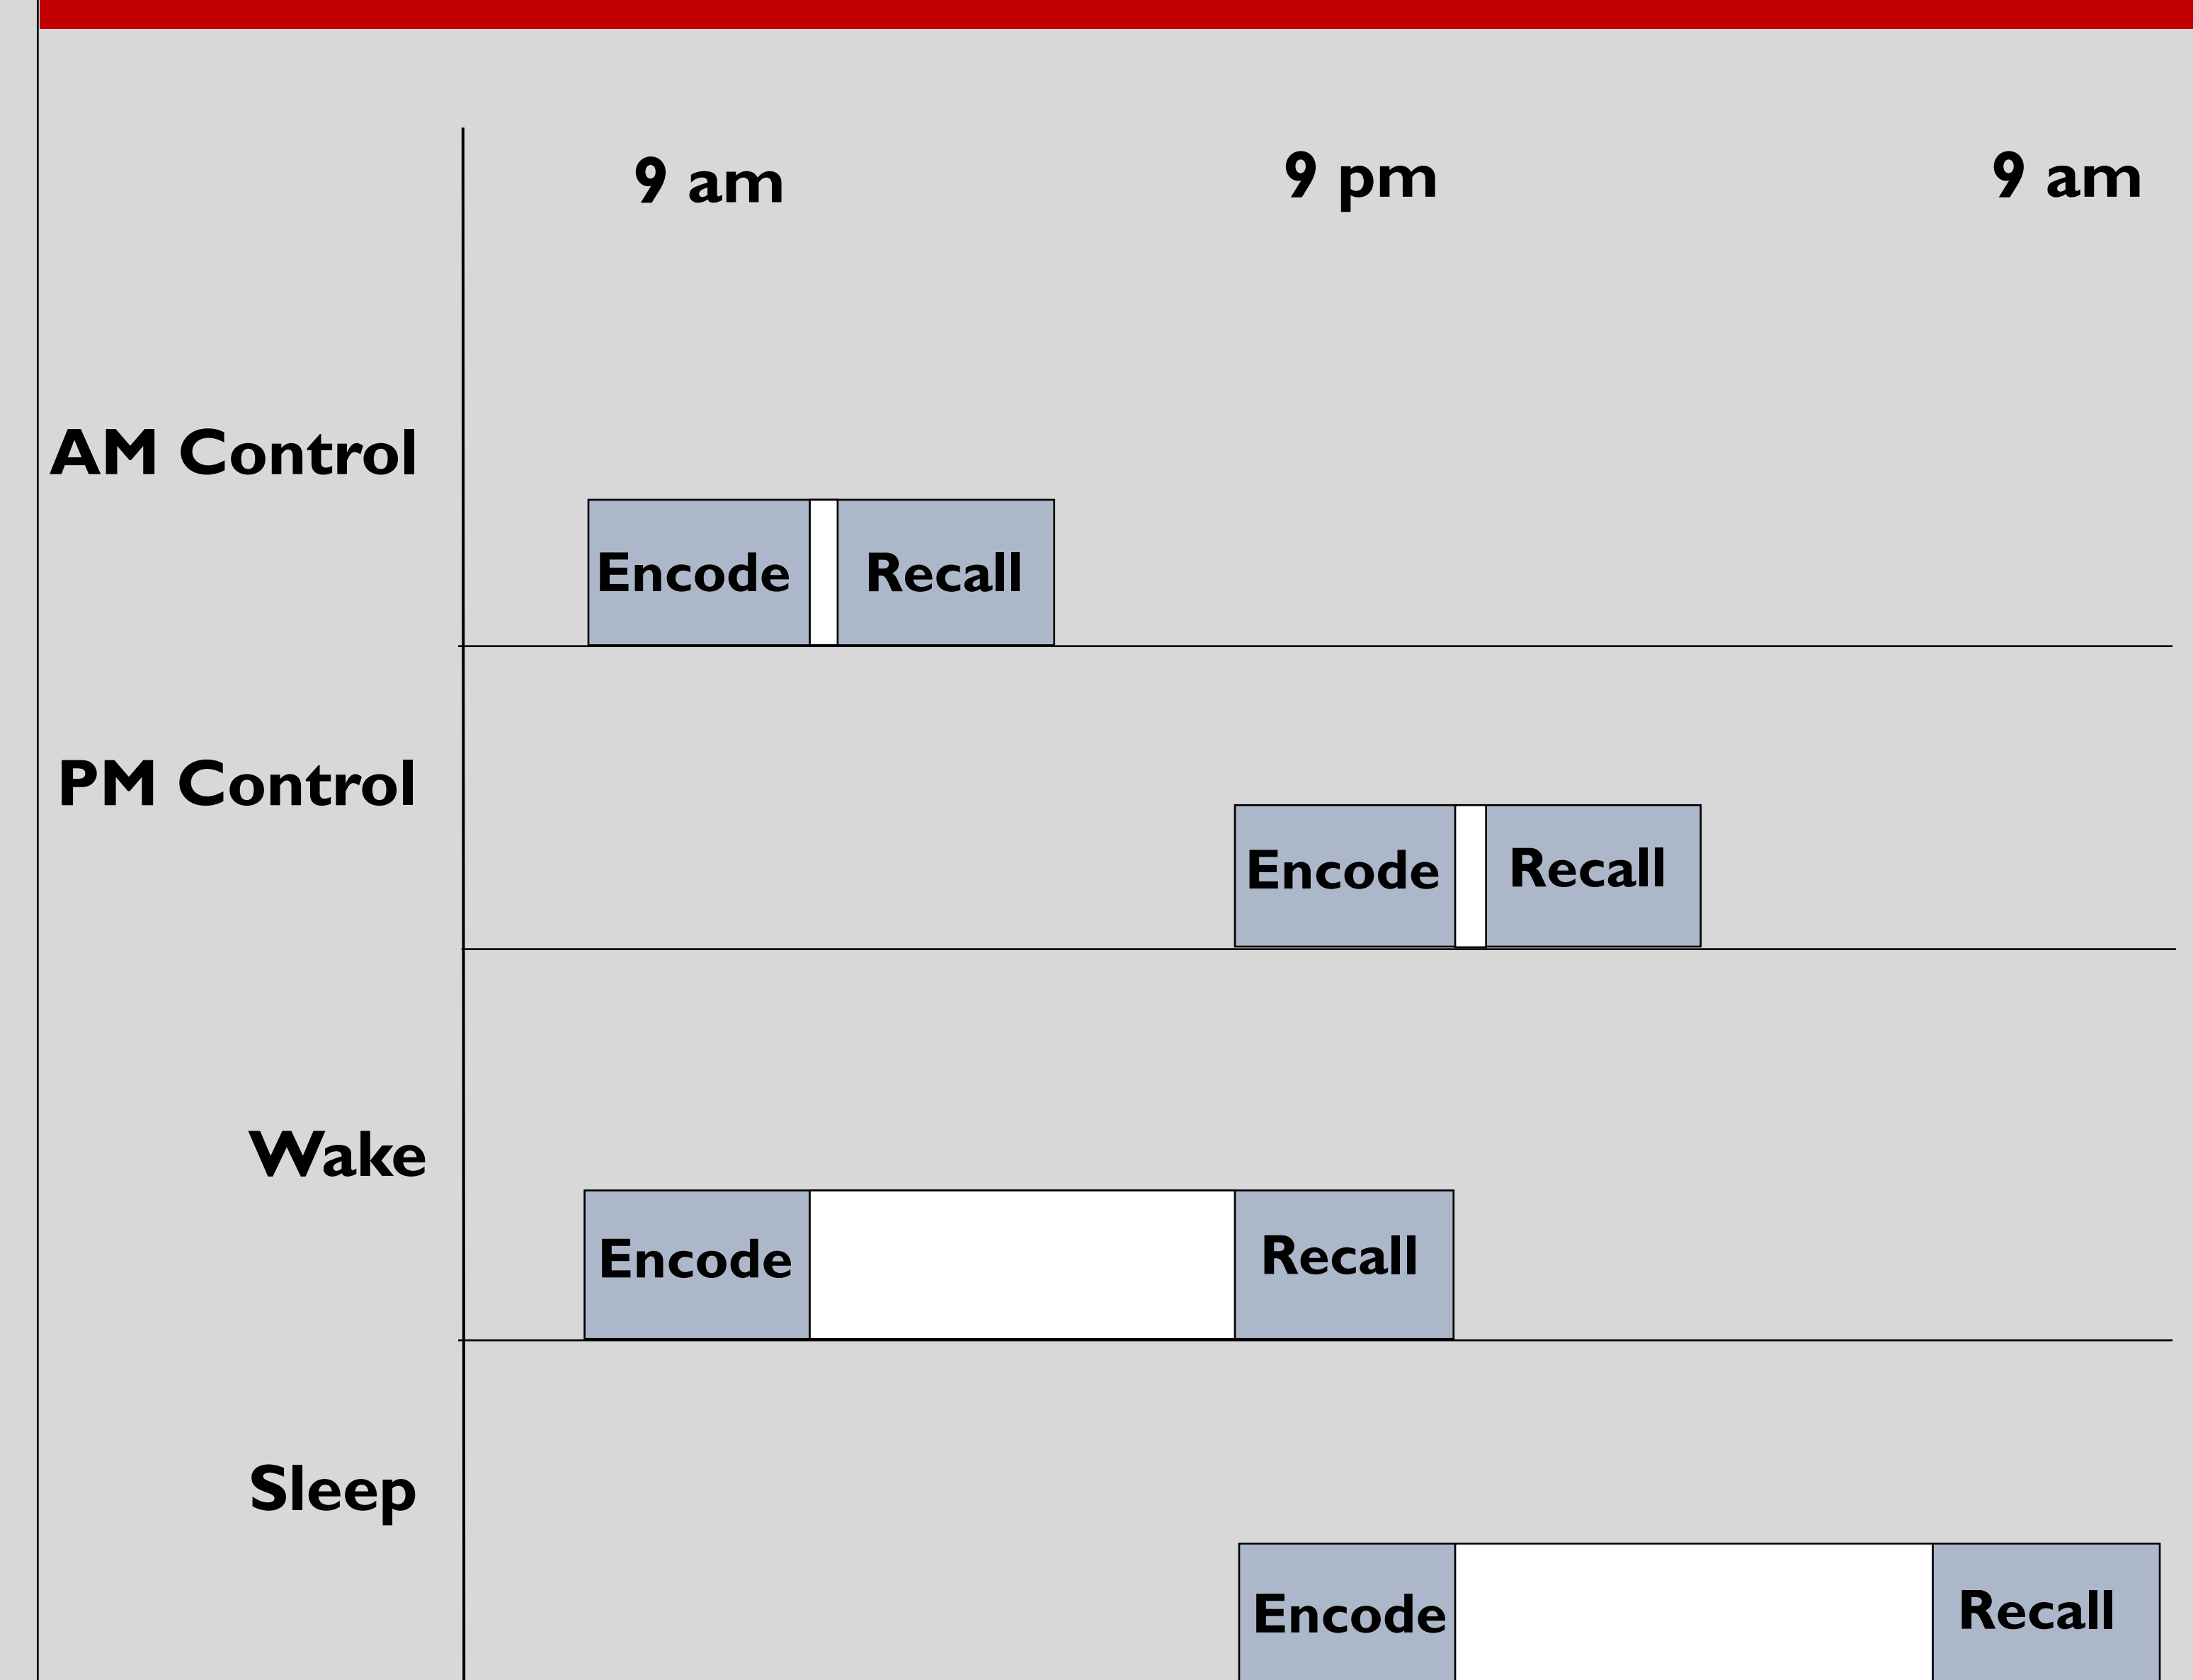 9 am 9 pm 9 am
AM Control
Encode Recall
PM Control
Encode Recall
Wake
Encode Recall
Sleep
Encode Recall